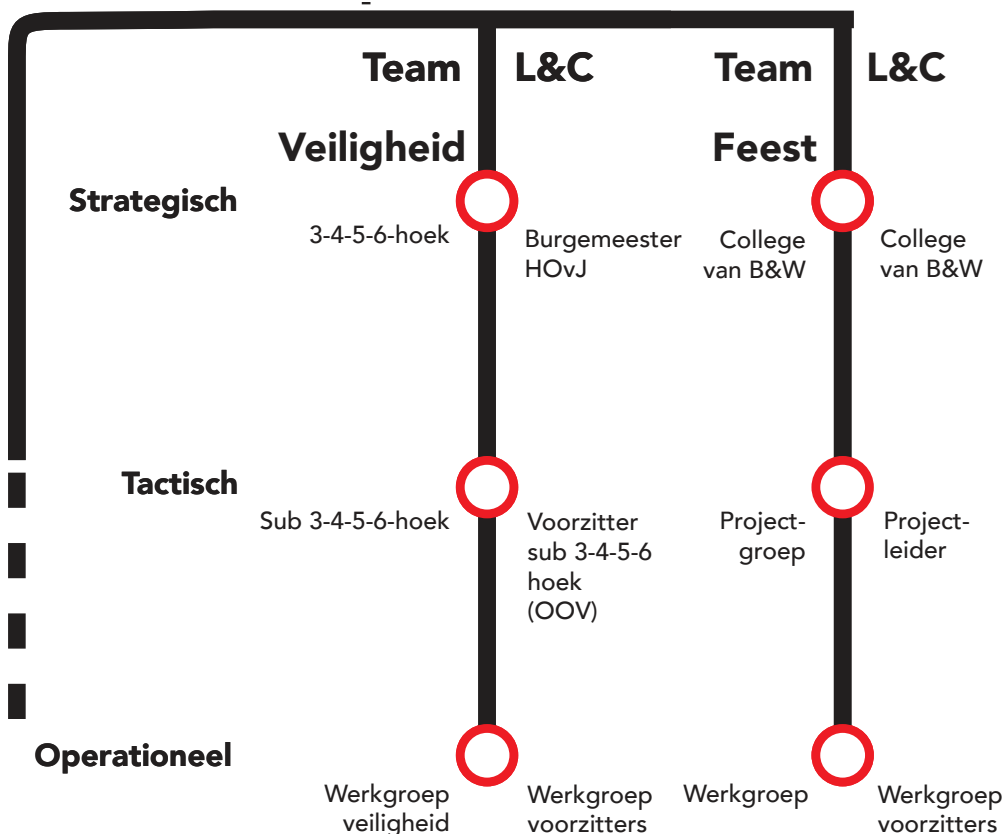 Team L&C Team L&C
Veiligheid Feest
Strategisch
3-4-5-6-hoek
Burgemeester
HOvJ
College
van B&W
College
van B&W
Tactisch
Sub 3-4-5-6-hoek
Voorzitter
sub 3-4-5-6
hoek
(OOV)
Project-
groep
Project-
leider
Operationeel
Werkgroep
veiligheid
Werkgroep
voorzitters
Werkgroep
Werkgroep
voorzitters